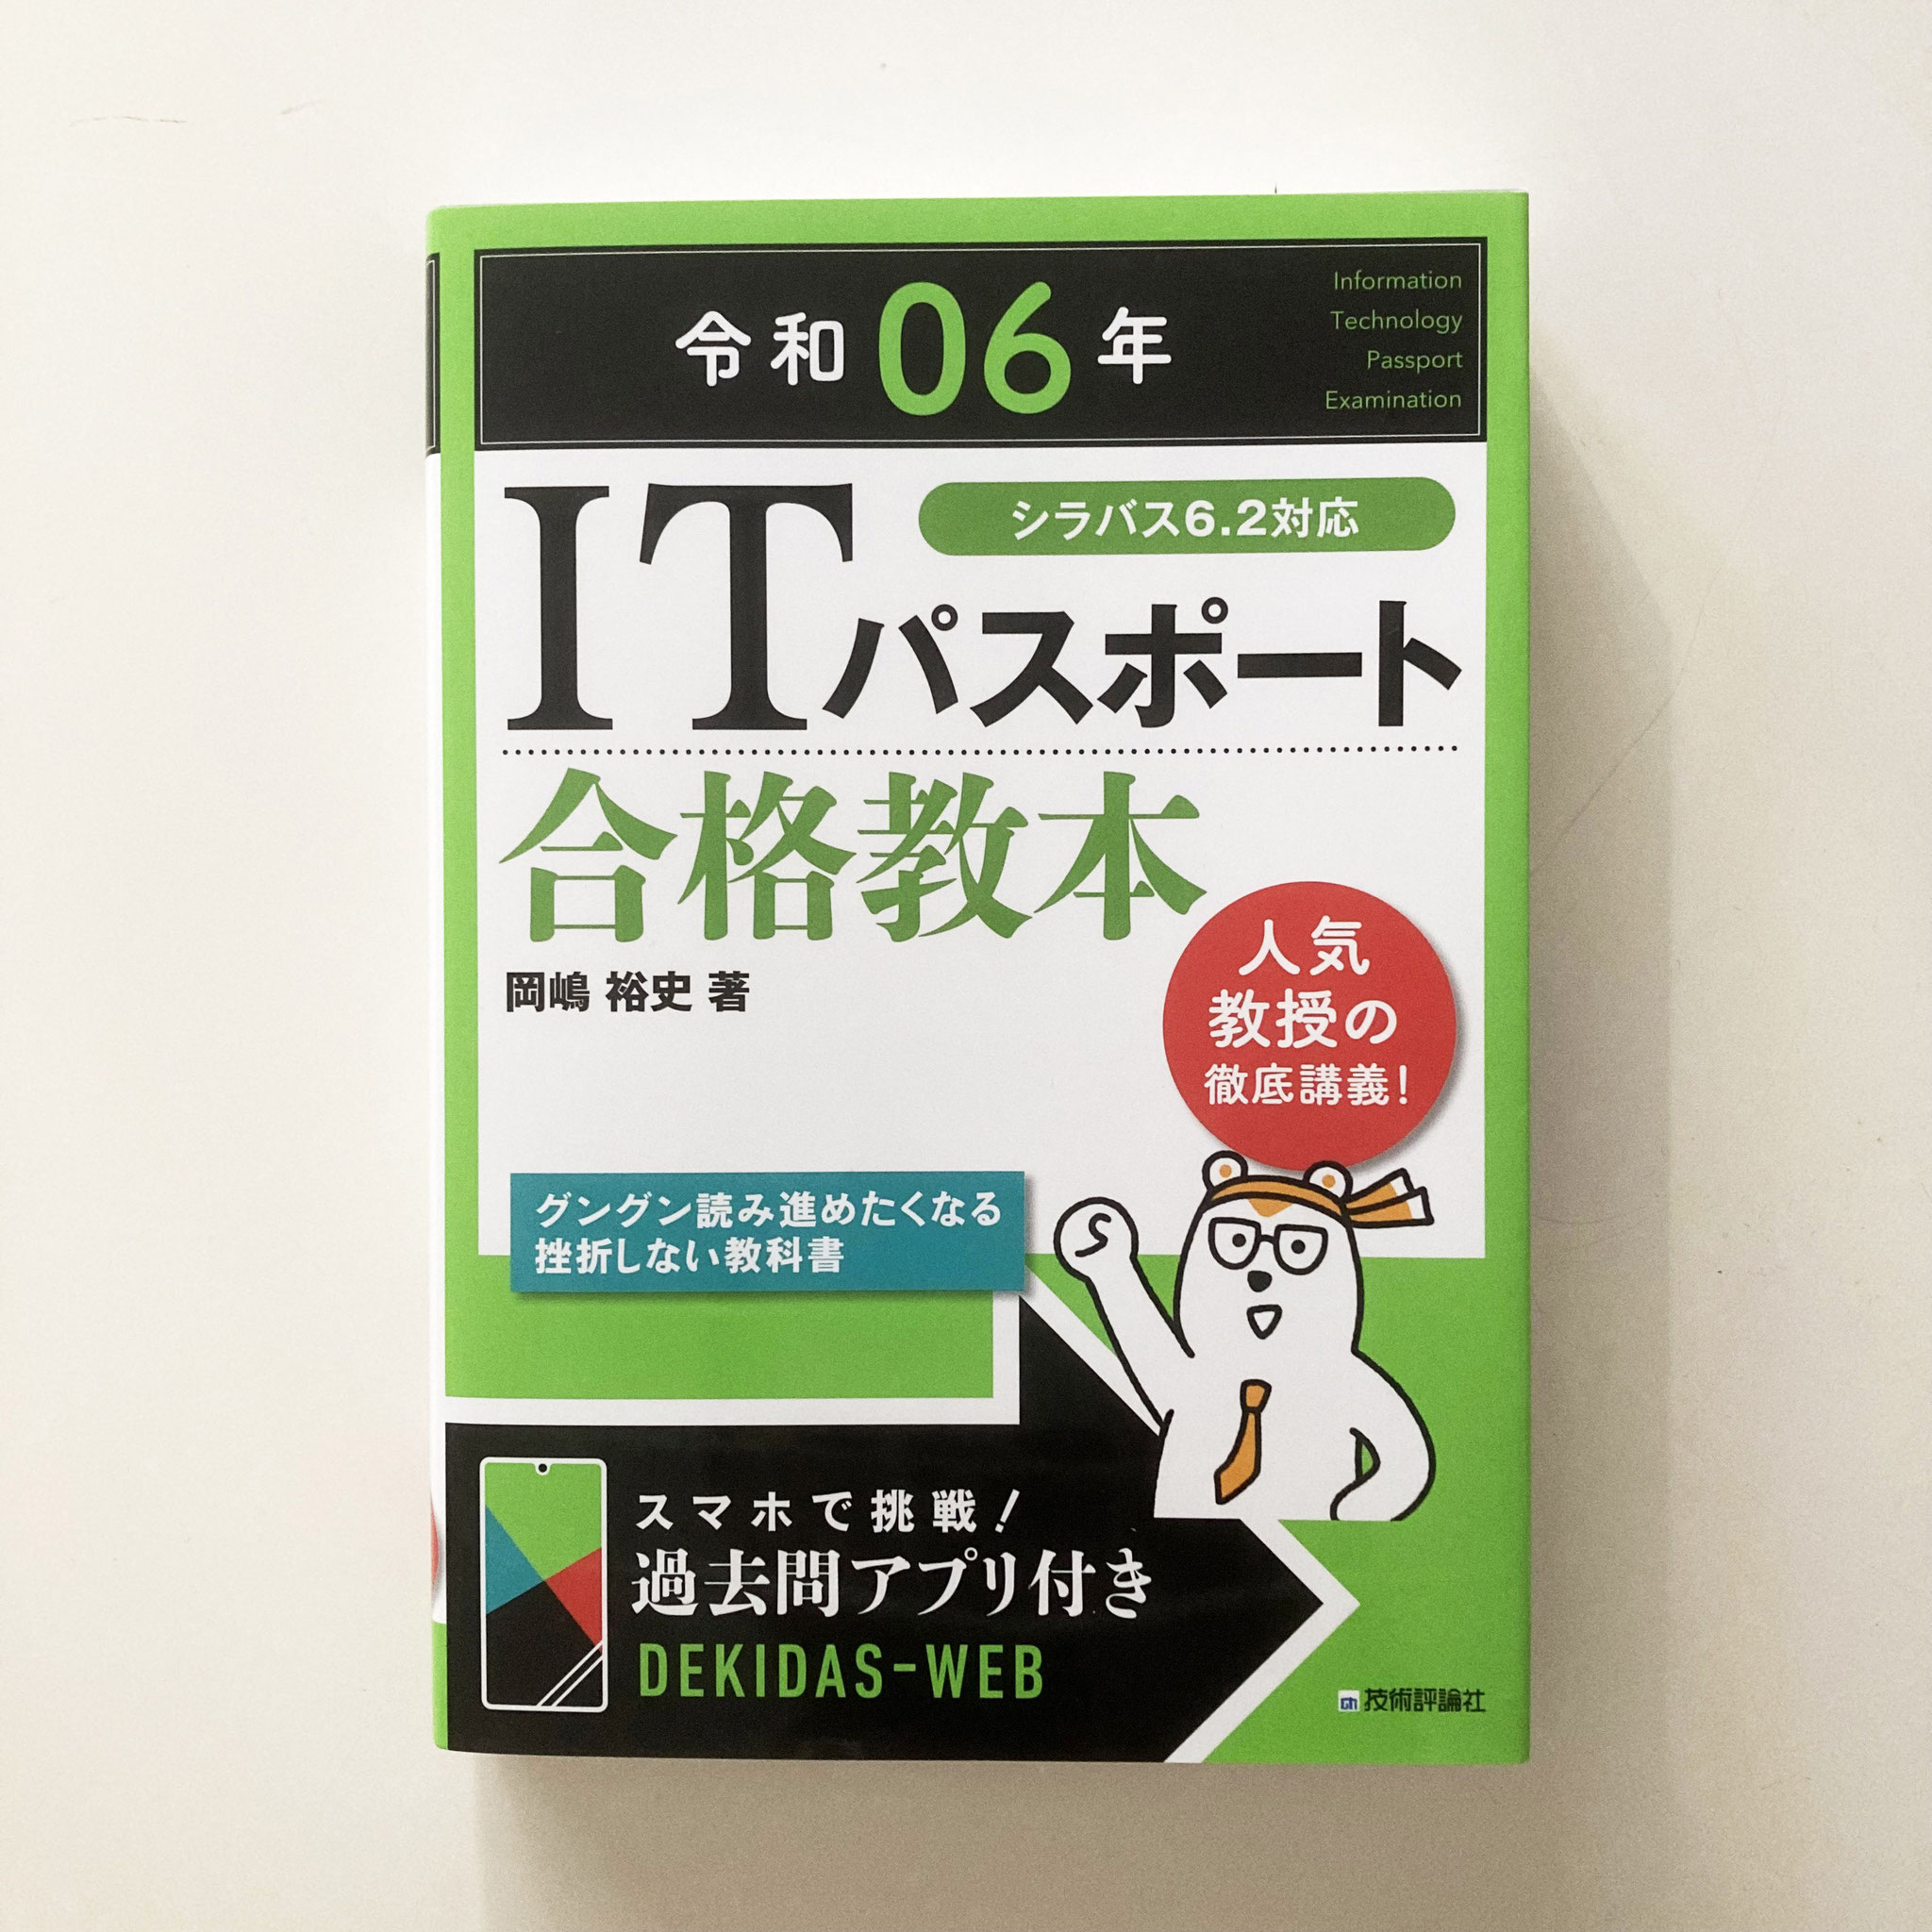 令和06年
Information
Technology
Passport
Examination
シラバス6.2対応
ITパスポート
合格教本
岡嶋 裕史 著
人気
教授の
徹底講義!
グングン読み進めたくなる
挫折しない教科書
スマホで挑戦!
過去問アプリ付き
DEKIDAS-WEB
技術評論社